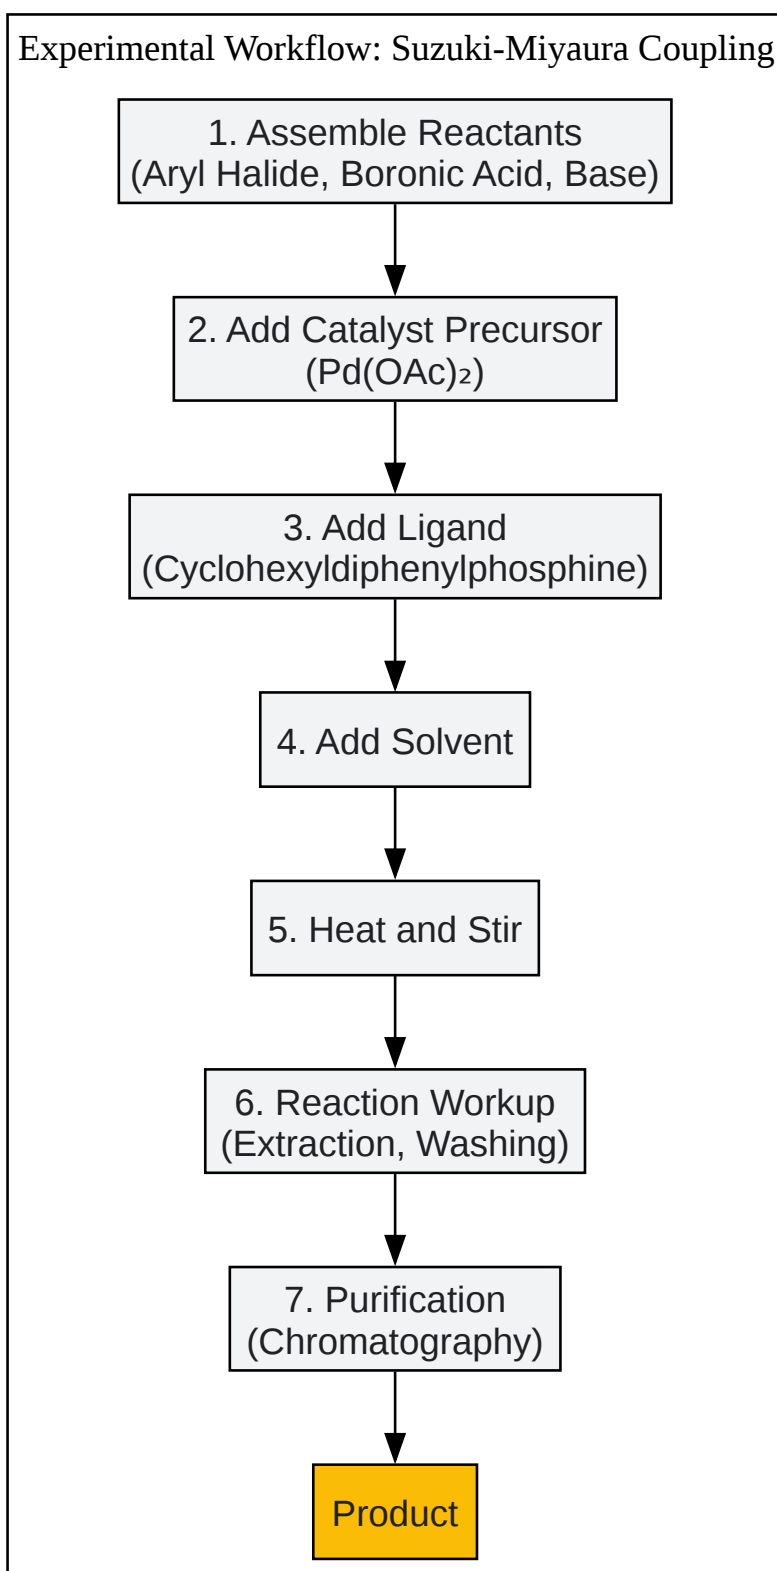 Experimental Workflow: Suzuki-Miyaura Coupling
1. Assemble Reactants
(Aryl Halide, Boronic Acid, Base)
2. Add Catalyst Precursor
(Pd(OAc)₂)
3. Add Ligand
(Cyclohexyldiphenylphosphine)
4. Add Solvent
5. Heat and Stir
6. Reaction Workup
(Extraction, Washing)
7. Purification
(Chromatography)
Product